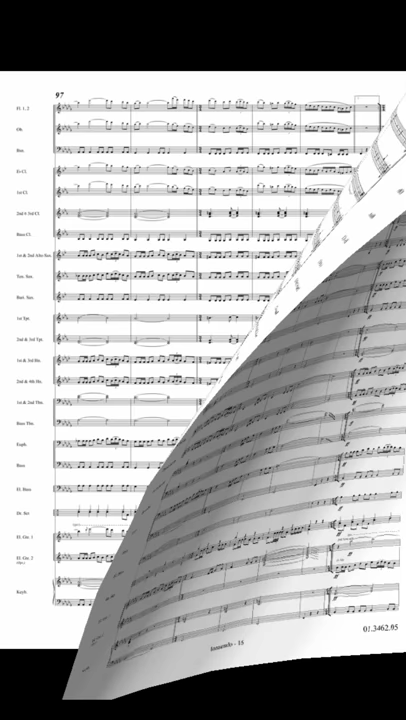 97
Fl. 1, 2
Ob.
Bsn.
E♭ Cl.
1st Cl.
2nd & 3rd Cl.
Bass Cl.
1st & 2nd Alto Sax.
Ten. Sax.
Bari. Sax.
1st Tpt.
2nd & 3rd Tpt.
1st & 3rd Hn.
2nd & 4th Hn.
1st & 2nd Tbn.
Bass Tbn.
Euph.
Bass
El. Bass
Dr. Set
El. Gtr. 1
El. Gtr. 2
Keyb.
01.3462.05
Innuendo - 15